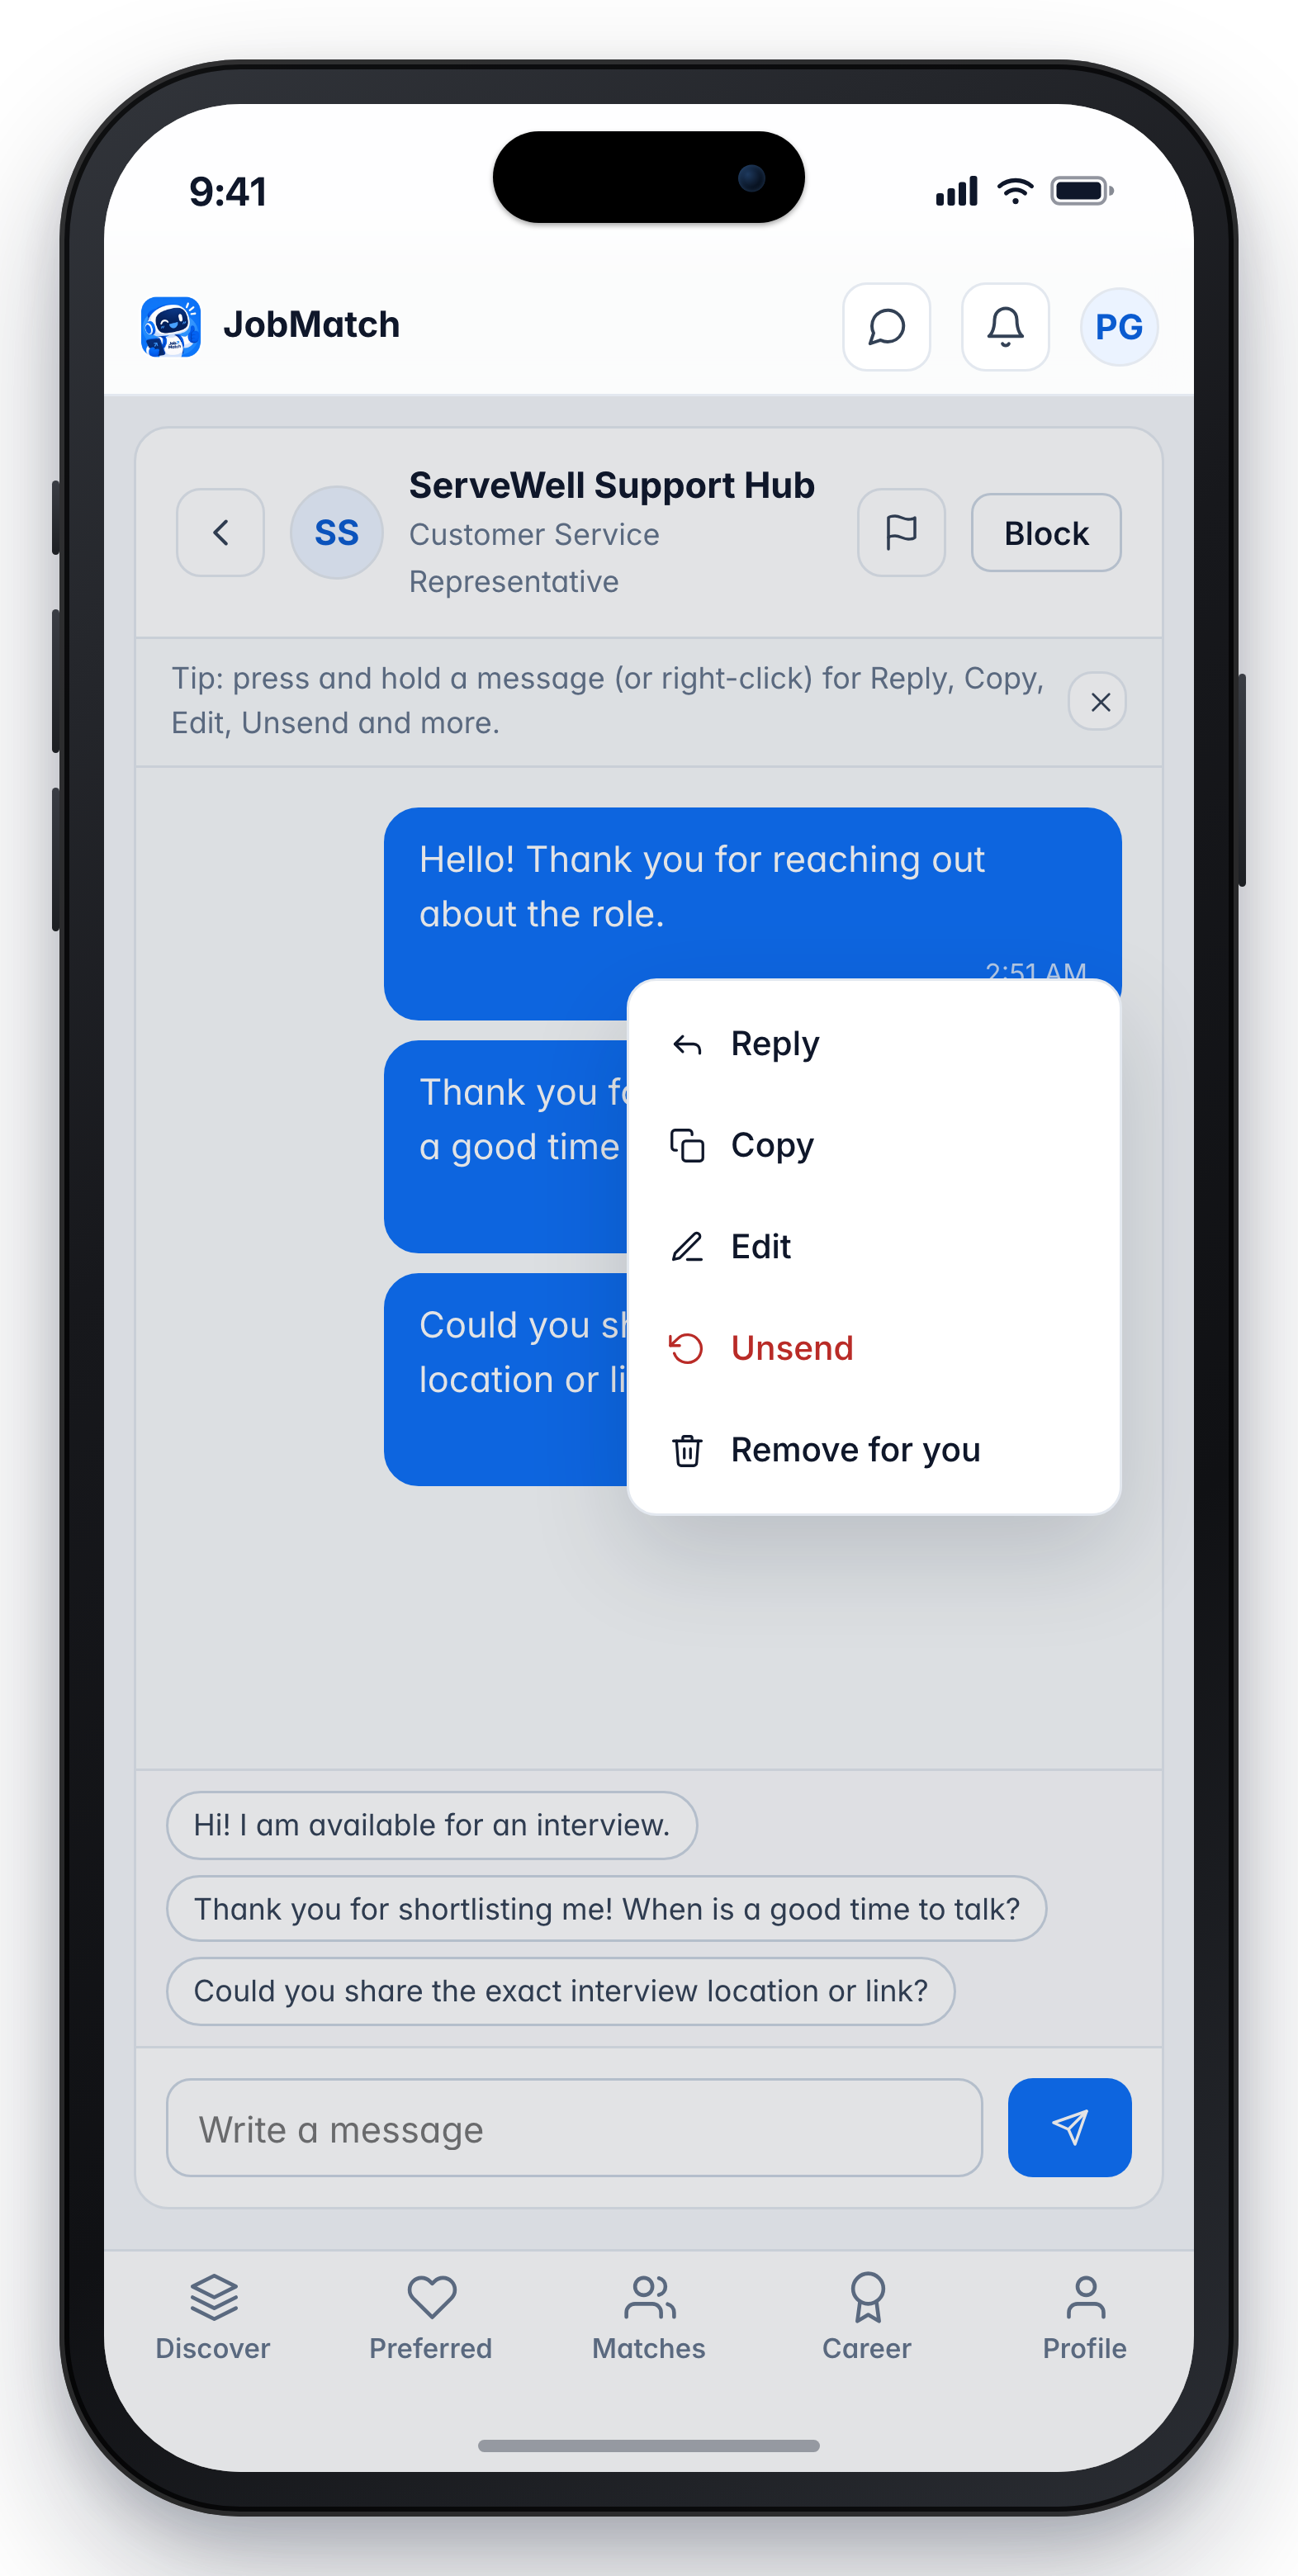 9:41
JobMatch
PG
SS
ServeWell Support Hub
Customer Service
Representative
Block
Tip: press and hold a message (or right-click) for Reply, Copy,
Edit, Unsend and more.
Hello! Thank you for reaching out
about the role.
2:51 AM
Thank you
a good time
Could you
location or
Reply
Copy
Edit
Unsend
Remove for you
Hi! I am available for an interview.
Thank you for shortlisting me! When is a good time to talk?
Could you share the exact interview location or link?
Write a message
Discover
Preferred
Matches
Career
Profile